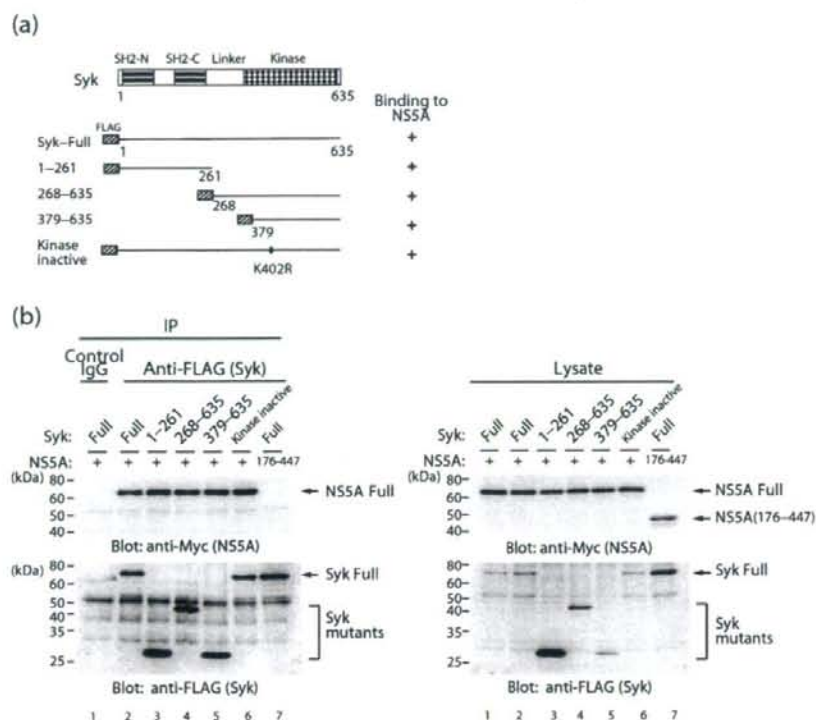 (a)
SH2-N SH2-C Linker Kinase
Syk
1 635
Binding to
NS5A
FLAG
Syk–Full +
1 635
1–261 +
261
268–635 +
268
379–635 +
379
Kinase
inactive +
K402R
(b)
IP
Control
IgG Anti-FLAG (Syk)
Syk: Full Full 1–261 268–635 379–635 Kinase inactive Full
NS5A: + + + + + + 176-447
(kDa)
80
60 NS5A Full
50
40
Blot: anti-Myc (NS5A)
(kDa) 80
60 Syk Full
50
40
35 Syk
mutants
25
Blot: anti-FLAG (Syk)
1 2 3 4 5 6 7
Lysate
Syk: Full Full 1–261 268–635 379–635 Kinase inactive Full
NS5A: + + + + + + 176-447
(kDa)
80
60 NS5A Full
50 NS5A(176–447)
40
Blot: anti-Myc (NS5A)
80
60 Syk Full
50
40
35 Syk
mutants
25
Blot: anti-FLAG (Syk)
1 2 3 4 5 6 7